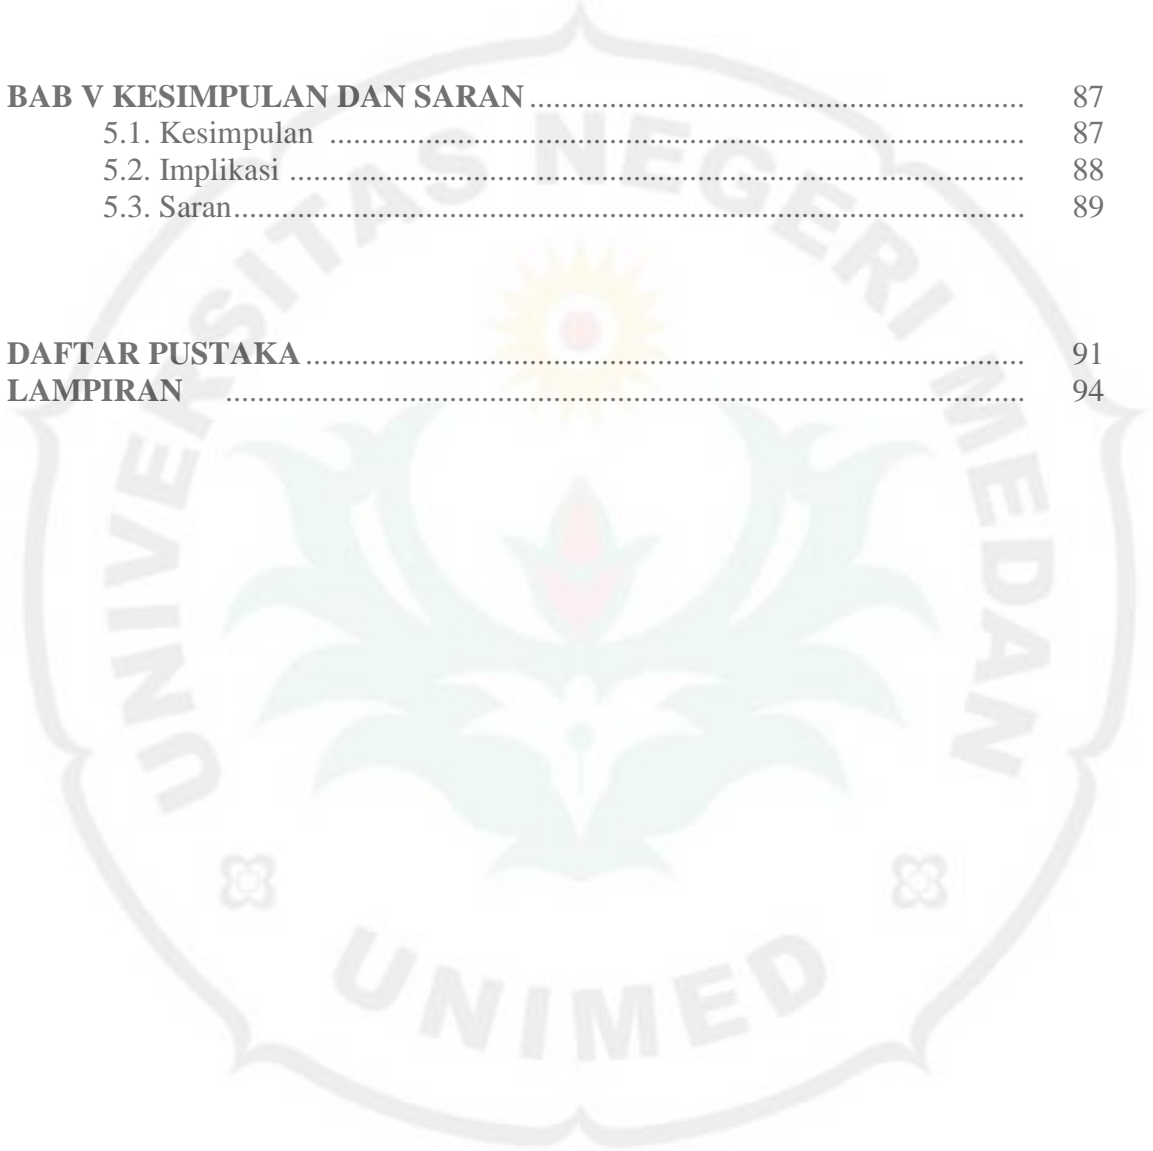 BAB V KESIMPULAN DAN SARAN ................................................................ 87
5.1. Kesimpulan ......................................................................................... 87
5.2. Implikasi .............................................................................................. 88
5.3. Saran ..................................................................................................... 89
DAFTAR PUSTAKA ............................................................................................ 91
LAMPIRAN ....................................................................................................... 94
UNIVERSITAS NEGERI MEDAN
UNIMED